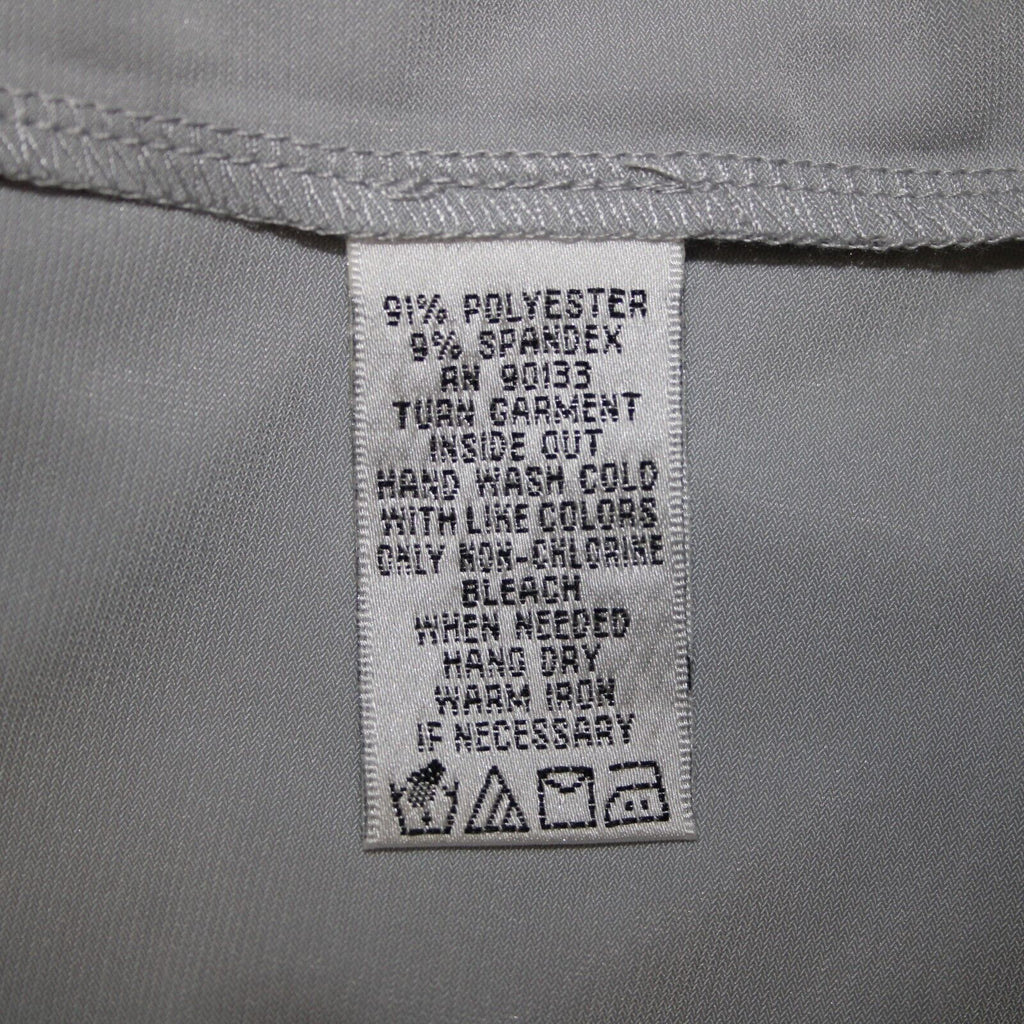 91% POLYESTER
9% SPANDEX
RN 90133
TURN GARMENT
INSIDE OUT
HAND WASH COLD
WITH LIKE COLORS
ONLY NON-CHLORINE
BLEACH
WHEN NEEDED
HANG DRY
WARM IRON
IF NECESSARY